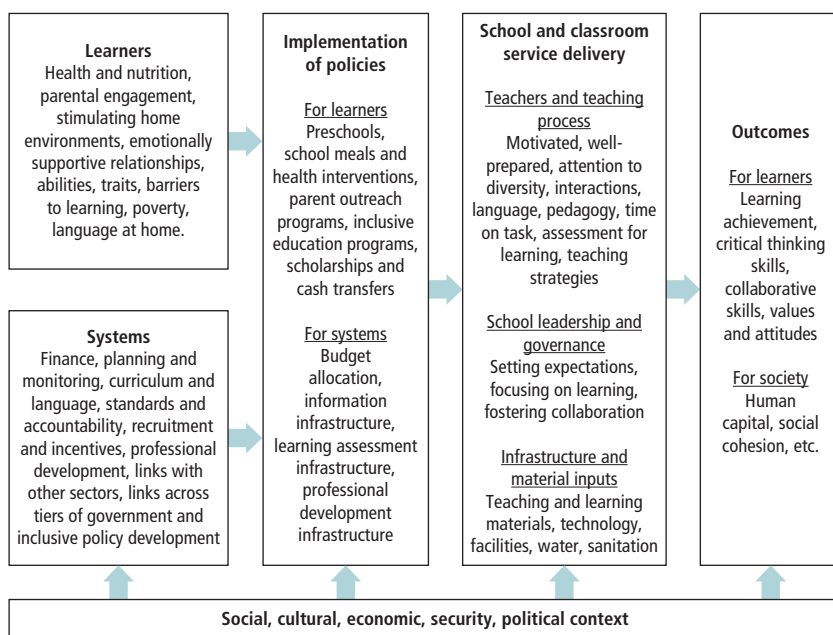 Learners
Health and nutrition,
parental engagement,
stimulating home
environments, emotionally
supportive relationships,
abilities, traits, barriers
to learning, poverty,
language at home.
Systems
Finance, planning and
monitoring, curriculum and
language, standards and
accountability, recruitment
and incentives, professional
development, links with
other sectors, links across
tiers of government and
inclusive policy development
Implementation
of policies
For learners
Preschools,
school meals and
health interventions,
parent outreach
programs, inclusive
education programs,
scholarships and
cash transfers
For systems
Budget
allocation,
information
infrastructure,
learning assessment
infrastructure,
professional
development
infrastructure
School and classroom
service delivery
Teachers and teaching
process
Motivated, well-
prepared, attention to
diversity, interactions,
language, pedagogy, time
on task, assessment for
learning, teaching
strategies
School leadership and
governance
Setting expectations,
focusing on learning,
fostering collaboration
Infrastructure and
material inputs
Teaching and learning
materials, technology,
facilities, water, sanitation
Outcomes
For learners
Learning
achievement,
critical thinking
skills,
collaborative
skills, values
and attitudes
For society
Human
capital, social
cohesion, etc.
Social, cultural, economic, security, political context